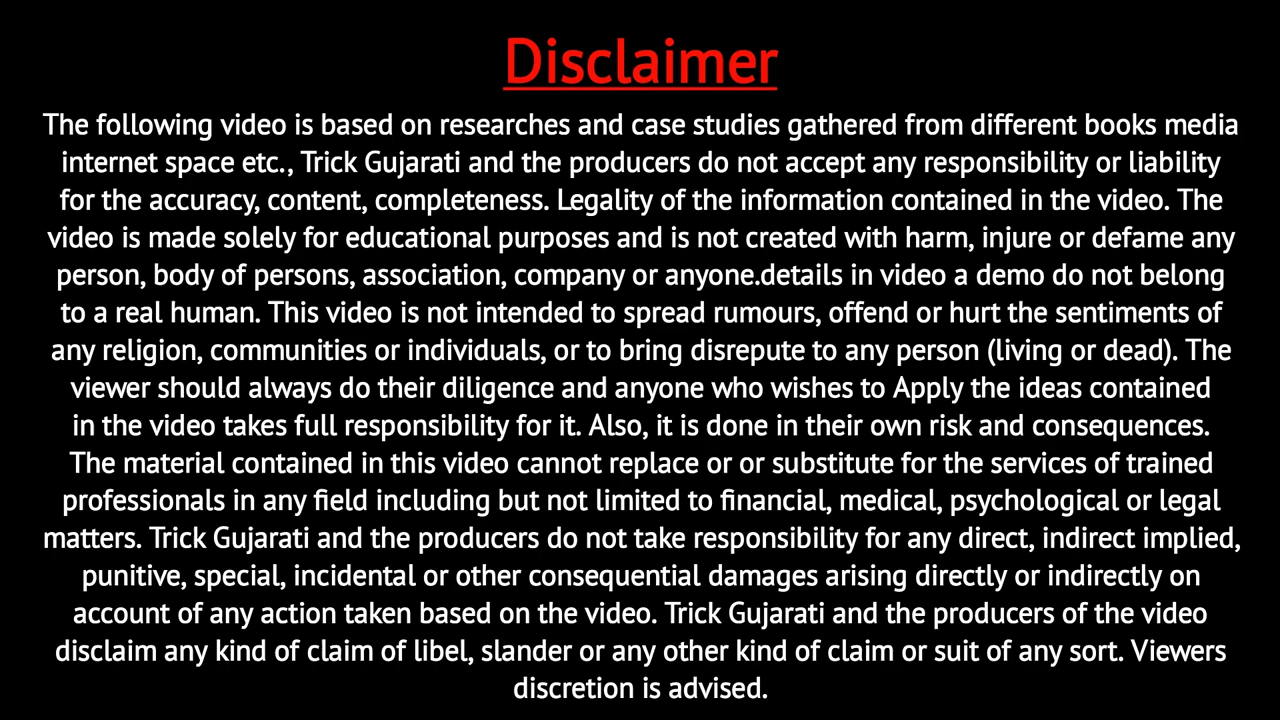 Disclaimer
The following video is based on researches and case studies gathered from different books media
internet space etc., Trick Gujarati and the producers do not accept any responsibility or liability
for the accuracy, content, completeness. Legality of the information contained in the video. The
video is made solely for educational purposes and is not created with harm, injure or defame any
person, body of persons, association, company or anyone.details in video a demo do not belong
to a real human. This video is not intended to spread rumours, offend or hurt the sentiments of
any religion, communities or individuals, or to bring disrepute to any person (living or dead). The
viewer should always do their diligence and anyone who wishes to Apply the ideas contained
in the video takes full responsibility for it. Also, it is done in their own risk and consequences.
The material contained in this video cannot replace or or substitute for the services of trained
professionals in any field including but not limited to financial, medical, psychological or legal
matters. Trick Gujarati and the producers do not take responsibility for any direct, indirect implied,
punitive, special, incidental or other consequential damages arising directly or indirectly on
account of any action taken based on the video. Trick Gujarati and the producers of the video
disclaim any kind of claim of libel, slander or any other kind of claim or suit of any sort. Viewers
discretion is advised.